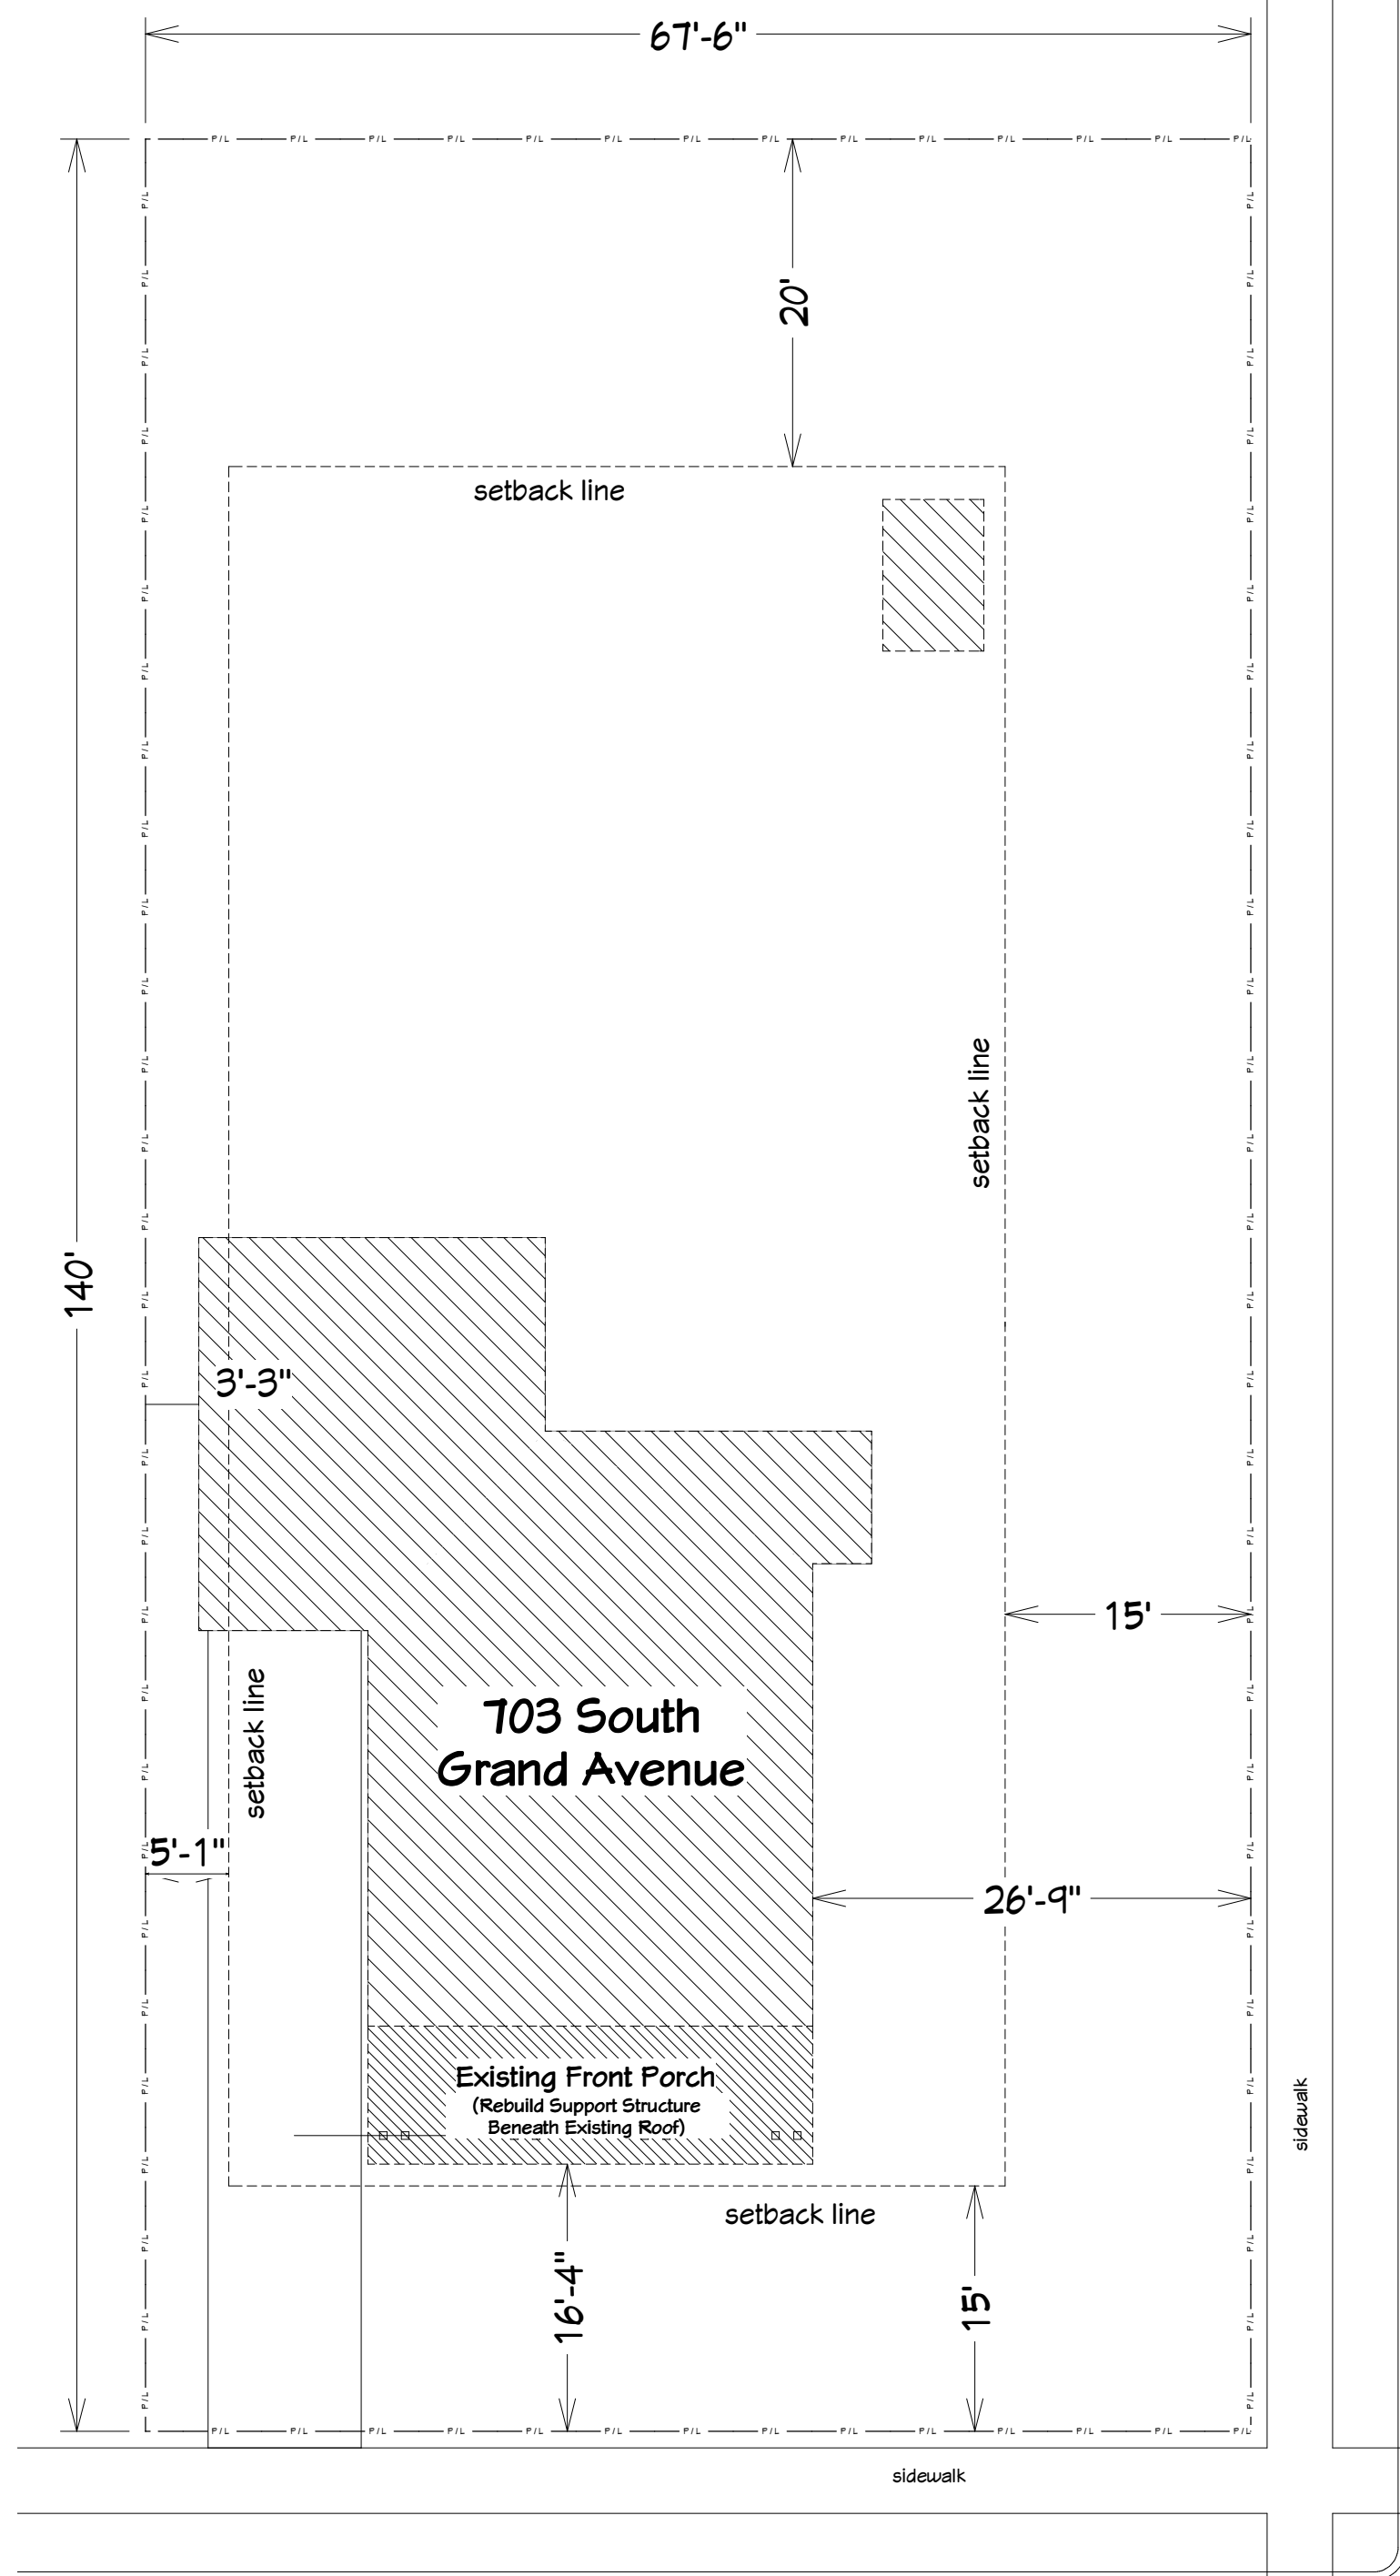 67'-6"
P/L P/L P/L P/L P/L P/L P/L P/L P/L P/L P/L P/L P/L P/L
20'
setback line
setback line
140'
3'-3"
15'
703 South
Grand Avenue
setback line
5'-1"
26'-9"
Existing Front Porch
(Rebuild Support Structure
Beneath Existing Roof)
sidewalk
setback line
16'-4"
15'
P/L P/L P/L P/L P/L P/L P/L P/L P/L P/L P/L P/L P/L P/L
sidewalk
P/L P/L P/L P/L P/L P/L P/L P/L P/L P/L P/L P/L P/L P/L P/L P/L P/L P/L P/L P/L P/L P/L P/L P/L P/L P/L P/L P/L P/L
P/L P/L P/L P/L P/L P/L P/L P/L P/L P/L P/L P/L P/L P/L P/L P/L P/L P/L P/L P/L P/L P/L P/L P/L P/L P/L P/L P/L P/L